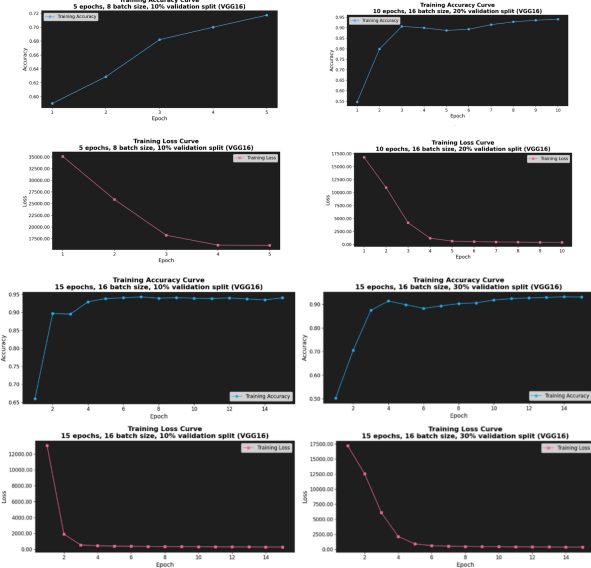 Training Accuracy Curve
5 epochs, 8 batch size, 10% validation split (VGG16)
Training Accuracy
0.72
0.70
0.68
0.66
0.64
0.62
0.60
Accuracy
1 2 3 4 5
Epoch
Training Accuracy Curve
10 epochs, 16 batch size, 20% validation split (VGG16)
Training Accuracy
0.95
0.90
0.85
0.80
0.75
0.70
0.65
0.60
0.55
Accuracy
1 2 3 4 5 6 7 8 9 10
Epoch
Training Loss Curve
5 epochs, 8 batch size, 10% validation split (VGG16)
Training Loss
35000.00
32500.00
30000.00
27500.00
25000.00
22500.00
20000.00
17500.00
Loss
1 2 3 4 5
Epoch
Training Loss Curve
10 epochs, 16 batch size, 20% validation split (VGG16)
Training Loss
17500.00
15000.00
12500.00
10000.00
7500.00
5000.00
2500.00
0.00
Loss
1 2 3 4 5 6 7 8 9 10
Epoch
Training Accuracy Curve
15 epochs, 16 batch size, 10% validation split (VGG16)
0.95
0.90
0.85
0.80
0.75
0.70
0.65
Accuracy
Training Accuracy
2 4 6 8 10 12 14
Epoch
Training Accuracy Curve
15 epochs, 16 batch size, 30% validation split (VGG16)
0.90
0.80
0.70
0.60
0.50
Accuracy
Training Accuracy
2 4 6 8 10 12 14
Epoch
Training Loss Curve
15 epochs, 16 batch size, 10% validation split (VGG16)
Training Loss
12000.00
10000.00
8000.00
6000.00
4000.00
2000.00
0.00
Loss
2 4 6 8 10 12 14
Epoch
Training Loss Curve
15 epochs, 16 batch size, 30% validation split (VGG16)
Training Loss
17500.00
15000.00
12500.00
10000.00
7500.00
5000.00
2500.00
0.00
Loss
2 4 6 8 10 12 14
Epoch